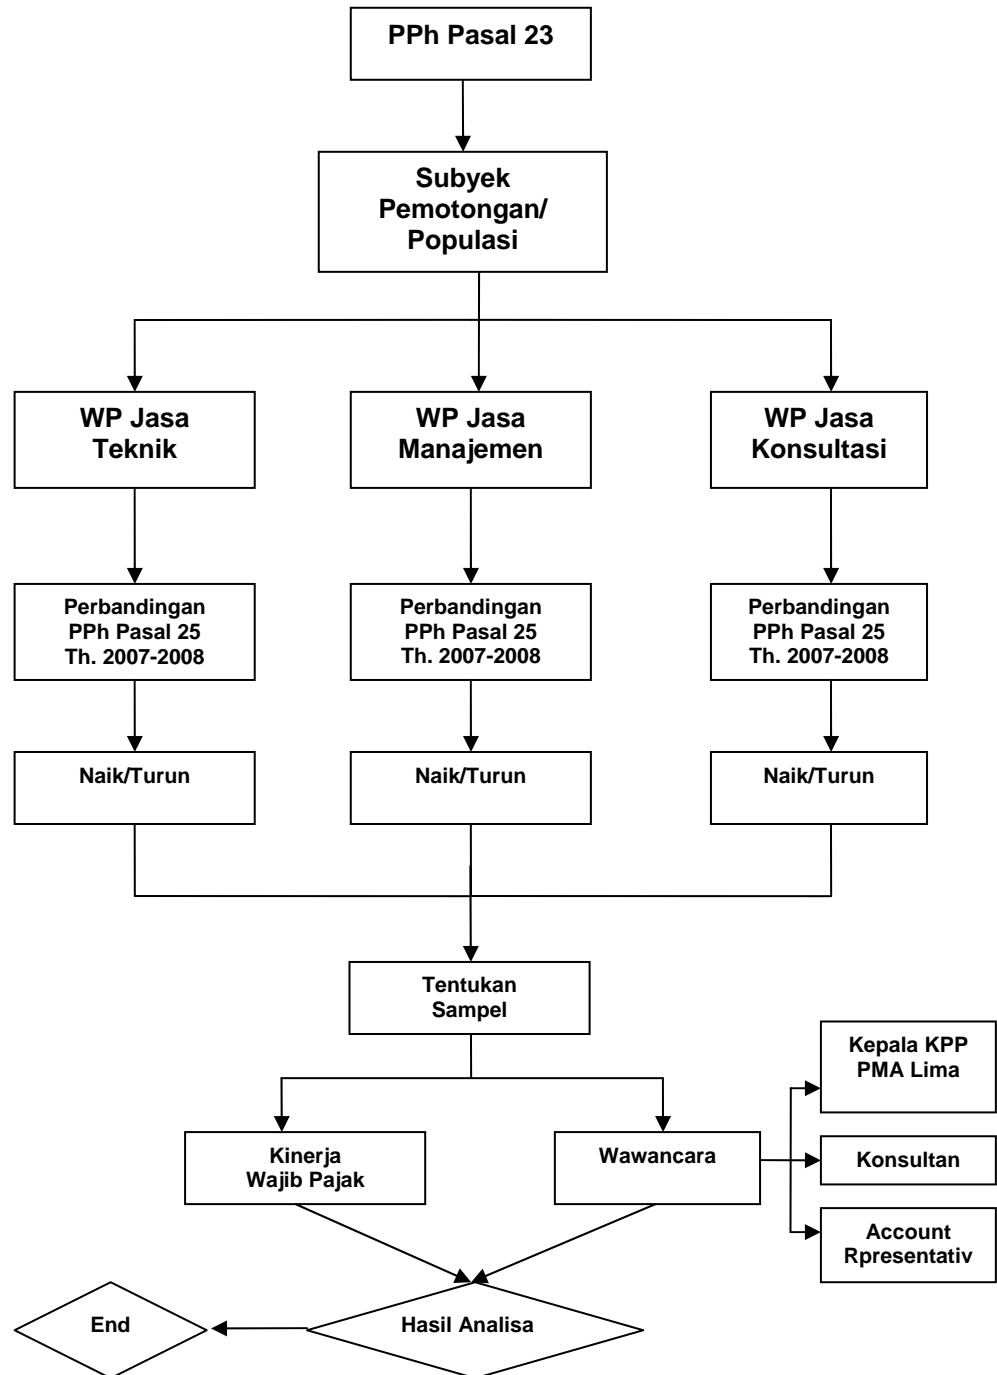 PPh Pasal 23
Subyek
Pemotongan/
Populasi
WP Jasa
Teknik
WP Jasa
Manajemen
WP Jasa
Konsultasi
Perbandingan
PPh Pasal 25
Th. 2007-2008
Perbandingan
PPh Pasal 25
Th. 2007-2008
Perbandingan
PPh Pasal 25
Th. 2007-2008
Naik/Turun
Naik/Turun
Naik/Turun
Tentukan
Sampel
Kinerja
Wajib Pajak
Wawancara
Kepala KPP
PMA Lima
Konsultan
Account
Rpresentativ
Hasil Analisa
End